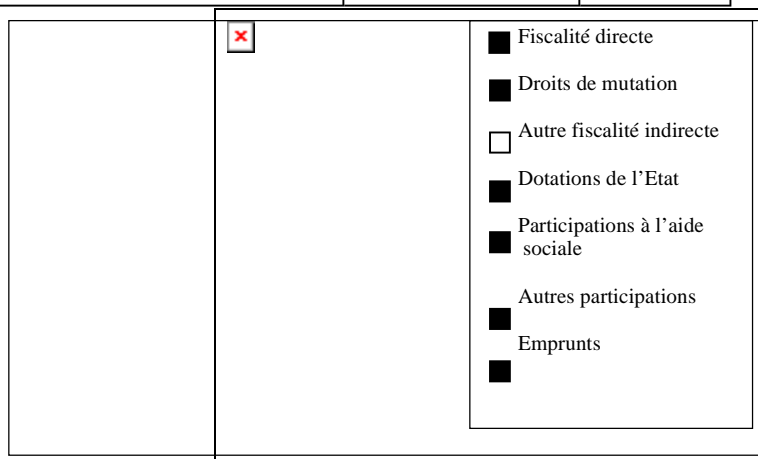 Fiscalité directe
Droits de mutation
Autre fiscalité indirecte
Dotations de l’Etat
Participations à l’aide
sociale
Autres participations
Emprunts